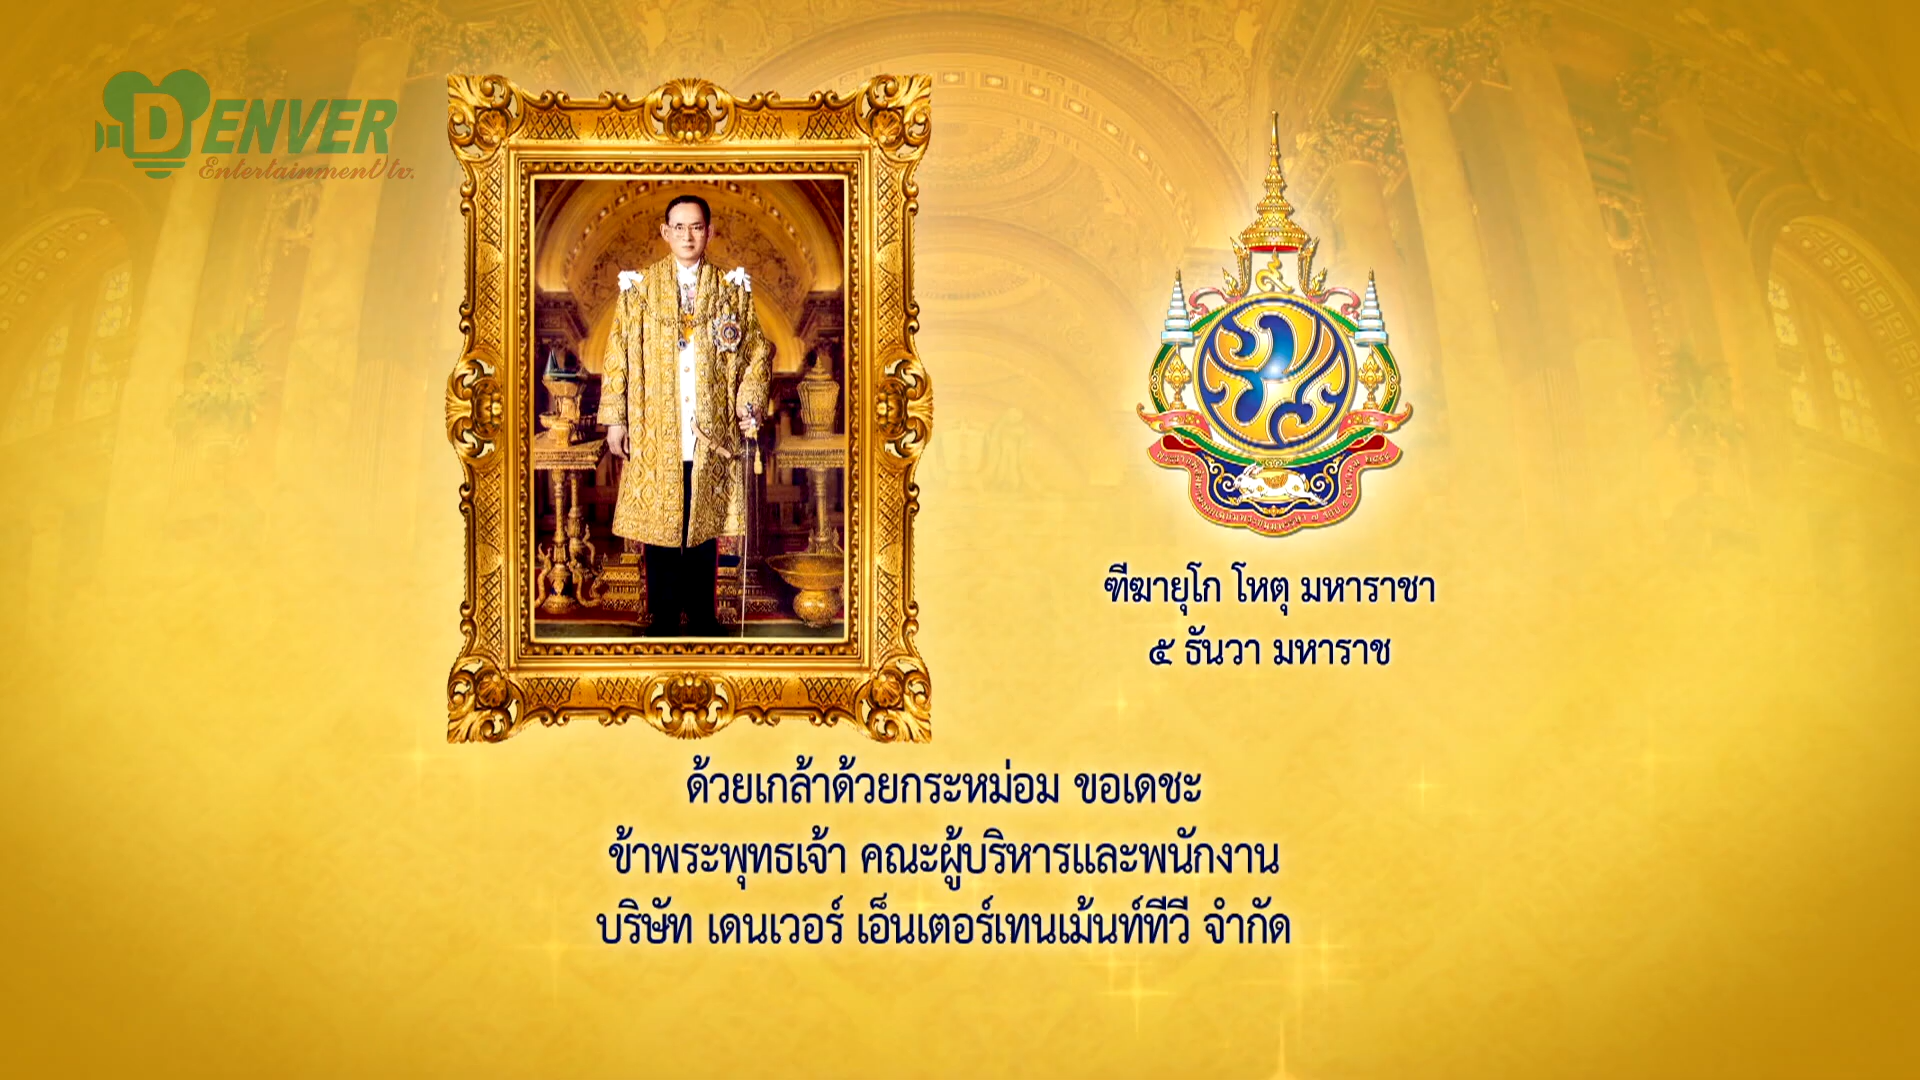 DENVER
Entertainment tv.
ฑีฆายุโก โหตุ มหาราชา
๕ ธันวา มหาราช
ด้วยเกล้าด้วยกระหม่อม ขอเดชะ
ข้าพระพุทธเจ้า คณะผู้บริหารและพนักงาน
บริษัท เดนเวอร์ เอ็นเตอร์เทนเม้นท์ทีวี จำกัด